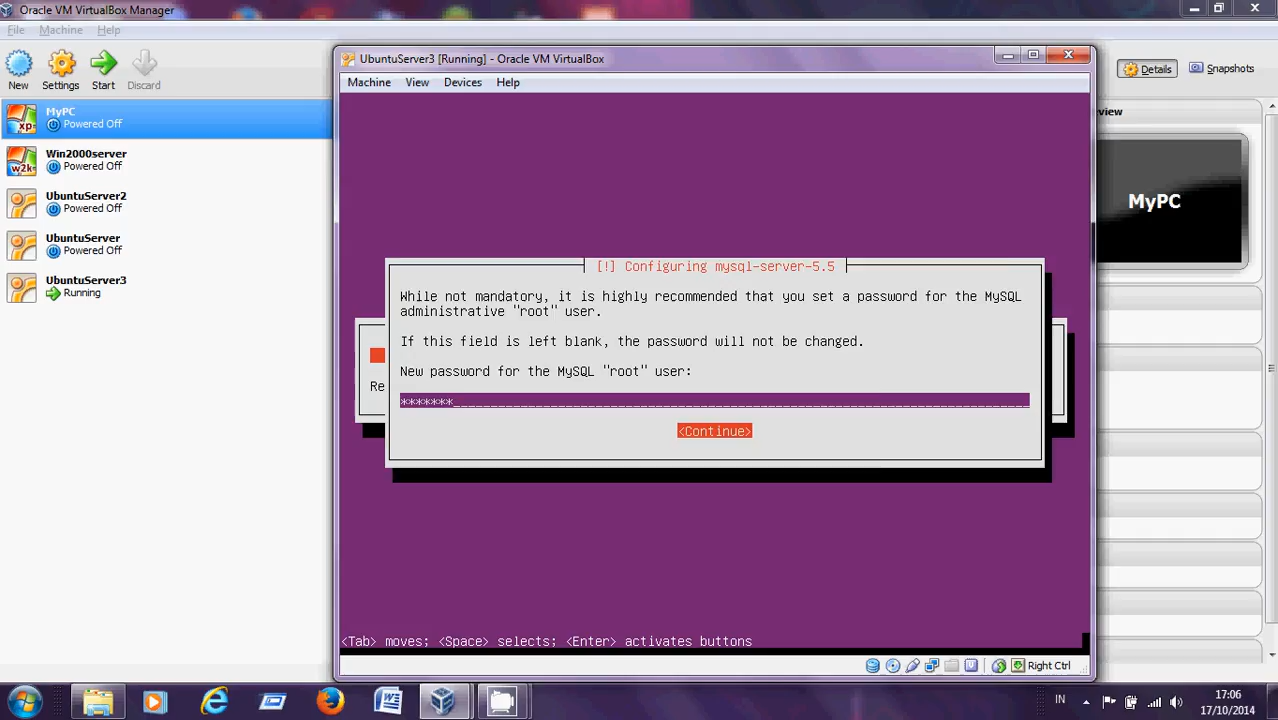 Oracle VM VirtualBox Manager
File Machine Help
New Settings Start Discard
Details Snapshots
MyPC
Powered Off
Win2000server
Powered Off
UbuntuServer2
Powered Off
UbuntuServer
Powered Off
UbuntuServer3
Running
xp
w2k
view
MyPC
UbuntuServer3 [Running] - Oracle VM VirtualBox
Machine View Devices Help
[!] Configuring mysql-server-5.5
While not mandatory, it is highly recommended that you set a password for the MySQL
administrative "root" user.
If this field is left blank, the password will not be changed.
New password for the MySQL "root" user:
*******
<Continue>
Re
<Tab> moves; <Space> selects; <Enter> activates buttons
Right Ctrl
IN
17:06
17/10/2014